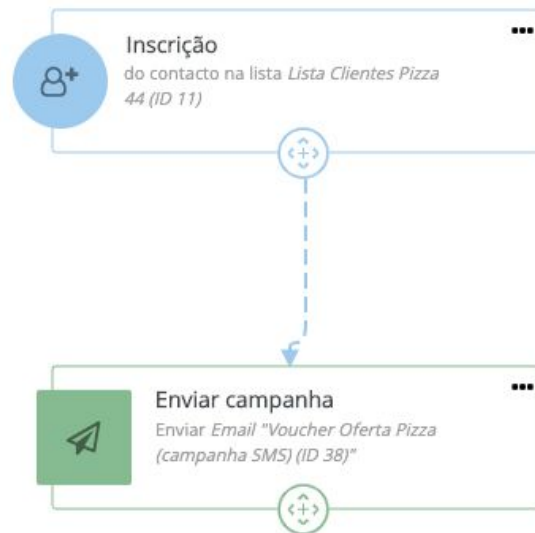 Inscrição
do contacto na lista Lista Clientes Pizza
44 (ID 11)
Enviar campanha
Enviar Email "Voucher Oferta Pizza
(campanha SMS) (ID 38)"